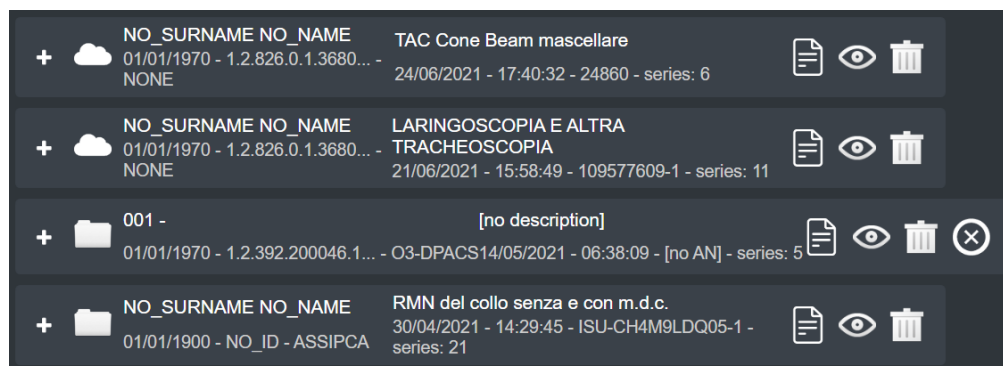 NO_SURNAME NO_NAME
01/01/1970 - 1.2.826.0.1.3680... -
NONE
TAC Cone Beam mascellare
24/06/2021 - 17:40:32 - 24860 - series: 6
NO_SURNAME NO_NAME
01/01/1970 - 1.2.826.0.1.3680... -
NONE
LARINGOSCOPIA E ALTRA
TRACHEOSCOPIA
21/06/2021 - 15:58:49 - 109577609-1 - series: 11
001 -
[no description]
01/01/1970 - 1.2.392.200046.1... - O3-DPACS14/05/2021 - 06:38:09 - [no AN] - series: 5
NO_SURNAME NO_NAME
01/01/1900 - NO_ID - ASSIPCA
RMN del collo senza e con m.d.c.
30/04/2021 - 14:29:45 - ISU-CH4M9LDQ05-1 -
series: 21